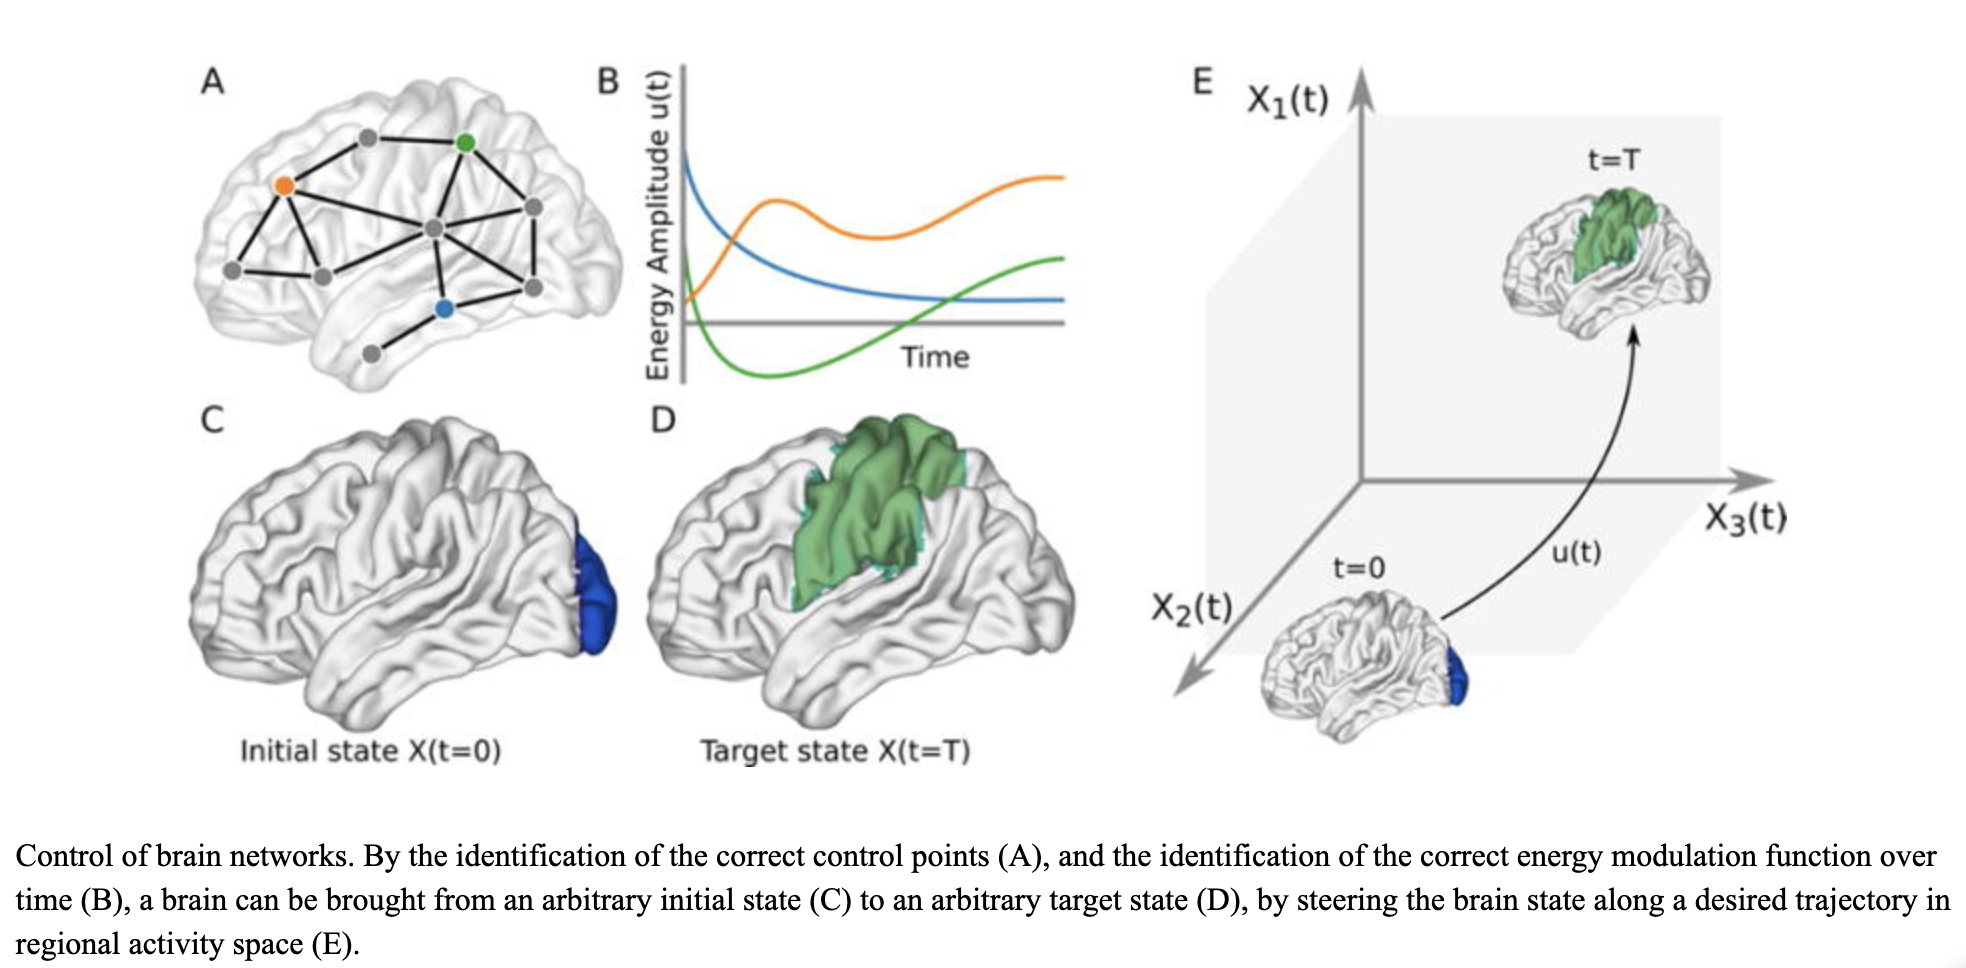 A
B
Energy Amplitude u(t)
Time
C
Initial state X(t=0)
D
Target state X(t=T)
E
X₁(t)
t=T
X₃(t)
u(t)
t=0
X₂(t)
Control of brain networks. By the identification of the correct control points (A), and the identification of the correct energy modulation function over
time (B), a brain can be brought from an arbitrary initial state (C) to an arbitrary target state (D), by steering the brain state along a desired trajectory in
regional activity space (E).